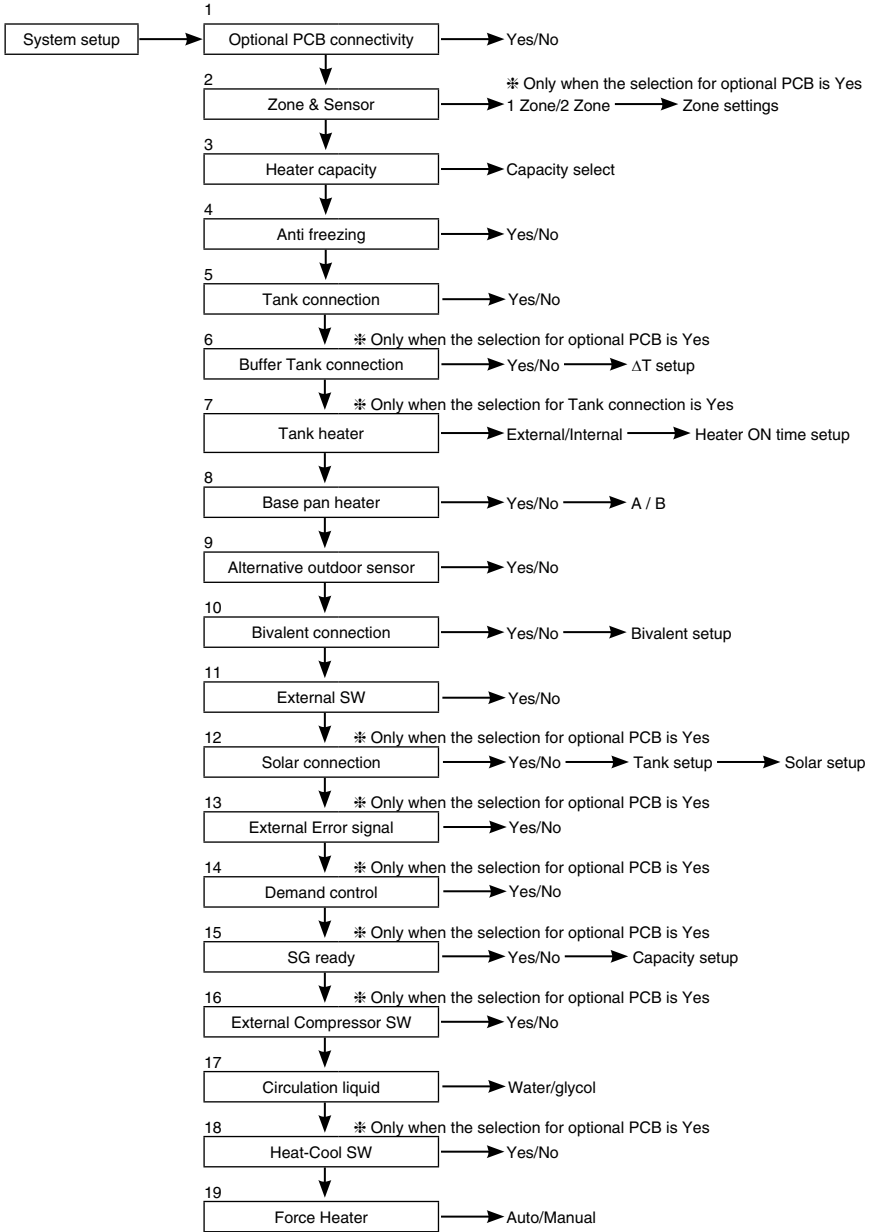 1
System setup Optional PCB connectivity Yes/No
2 ❈ Only when the selection for optional PCB is Yes
Zone & Sensor 1 Zone/2 Zone Zone settings
3
Heater capacity Capacity select
4
Anti freezing Yes/No
5
Tank connection Yes/No
6 ❈ Only when the selection for optional PCB is Yes
Buffer Tank connection Yes/No ΔT setup
7 ❈ Only when the selection for Tank connection is Yes
Tank heater External/Internal Heater ON time setup
8
Base pan heater Yes/No A / B
9
Alternative outdoor sensor Yes/No
10
Bivalent connection Yes/No Bivalent setup
11
External SW Yes/No
12 ❈ Only when the selection for optional PCB is Yes
Solar connection Yes/No Tank setup Solar setup
13 ❈ Only when the selection for optional PCB is Yes
External Error signal Yes/No
14 ❈ Only when the selection for optional PCB is Yes
Demand control Yes/No
15 ❈ Only when the selection for optional PCB is Yes
SG ready Yes/No Capacity setup
16 ❈ Only when the selection for optional PCB is Yes
External Compressor SW Yes/No
17
Circulation liquid Water/glycol
18 ❈ Only when the selection for optional PCB is Yes
Heat-Cool SW Yes/No
19
Force Heater Auto/Manual